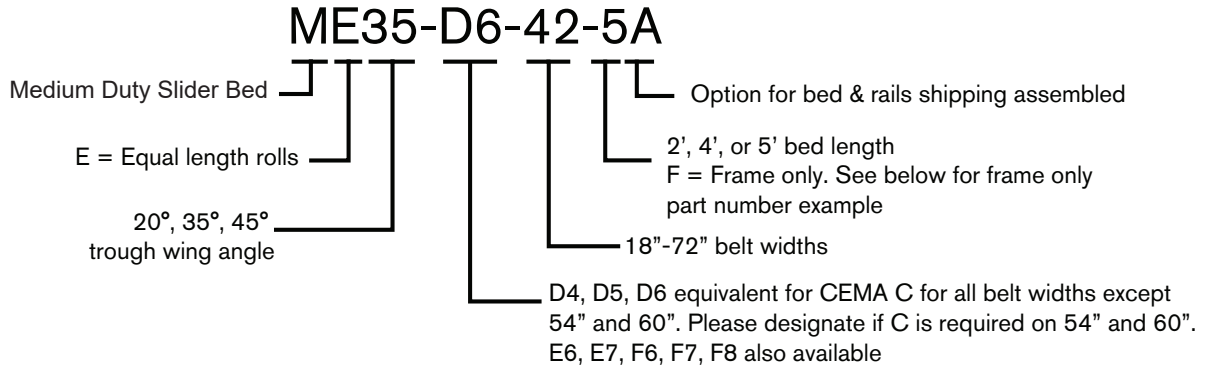 ME35-D6-42-5A
Medium Duty Slider Bed
Option for bed & rails shipping assembled
E = Equal length rolls
2’, 4’, or 5’ bed length
F = Frame only. See below for frame only
part number example
20°, 35°, 45°
trough wing angle
18”-72” belt widths
D4, D5, D6 equivalent for CEMA C for all belt widths except
54” and 60”. Please designate if C is required on 54” and 60”.
E6, E7, F6, F7, F8 also available